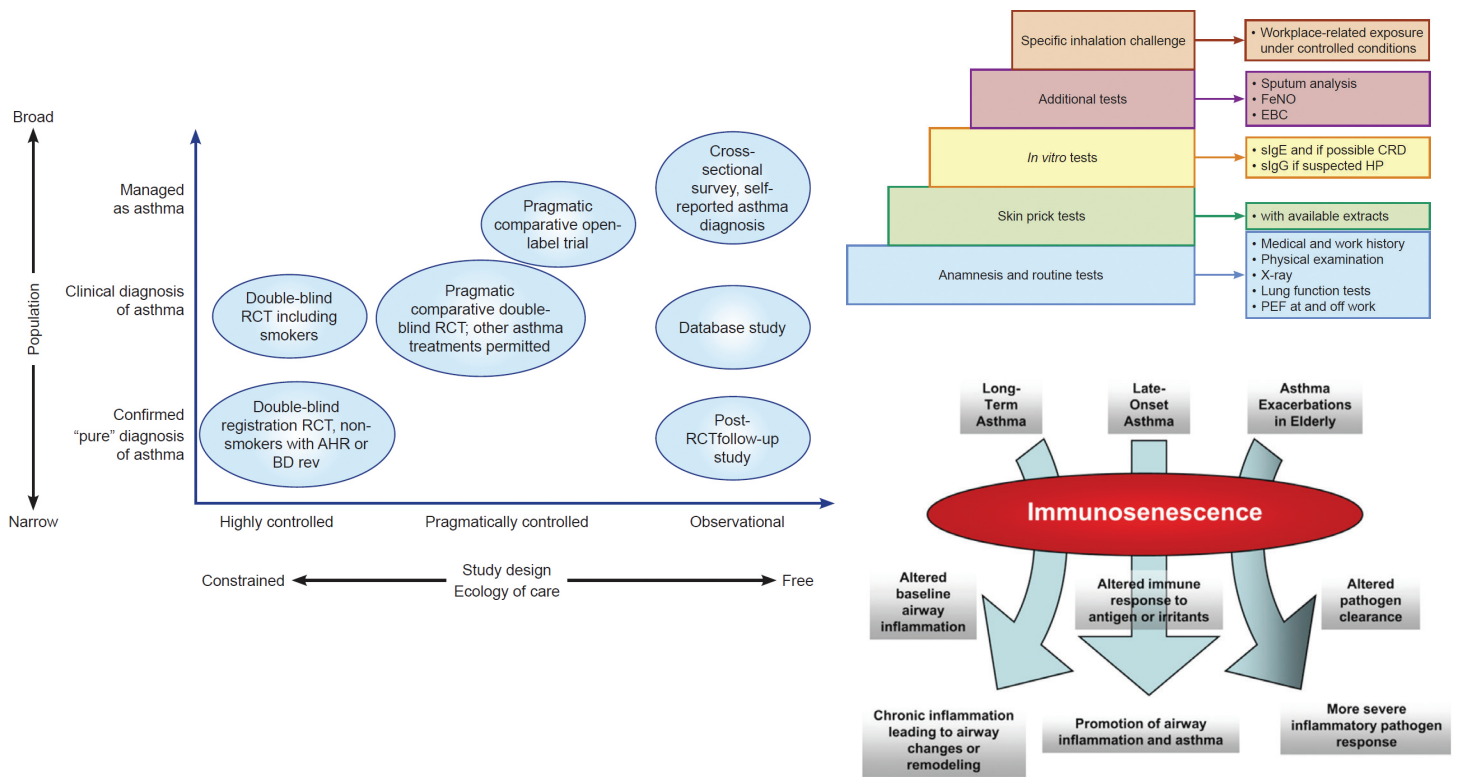 Broad
Population
Narrow
Managed
as asthma
Clinical diagnosis
of asthma
Confirmed
“pure” diagnosis
of asthma
Cross-
sectional
survey, self-
reported asthma
diagnosis
Pragmatic
comparative open-
label trial
Double-blind
RCT including
smokers
Pragmatic
comparative double-
blind RCT; other asthma
treatments permitted
Database study
Double-blind
registration RCT, non-
smokers with AHR or
BD rev
Post-
RCTfollow-up
study
Highly controlled
Pragmatically controlled
Observational
Constrained
Study design
Ecology of care
Free
Specific inhalation challenge
• Workplace-related exposure
under controlled conditions
Additional tests
• Sputum analysis
• FeNO
• EBC
In vitro tests
• sIgE and if possible CRD
• sIgG if suspected HP
Skin prick tests
• with available extracts
Anamnesis and routine tests
• Medical and work history
• Physical examination
• X-ray
• Lung function tests
• PEF at and off work
Long-
Term
Asthma
Late-
Onset
Asthma
Asthma
Exacerbations
in Elderly
Immunosenescence
Altered
baseline
airway
inflammation
Altered immune
response to
antigen or irritants
Altered
pathogen
clearance
Chronic inflammation
leading to airway
changes or
remodeling
Promotion of airway
inflammation and asthma
More severe
inflammatory pathogen
response